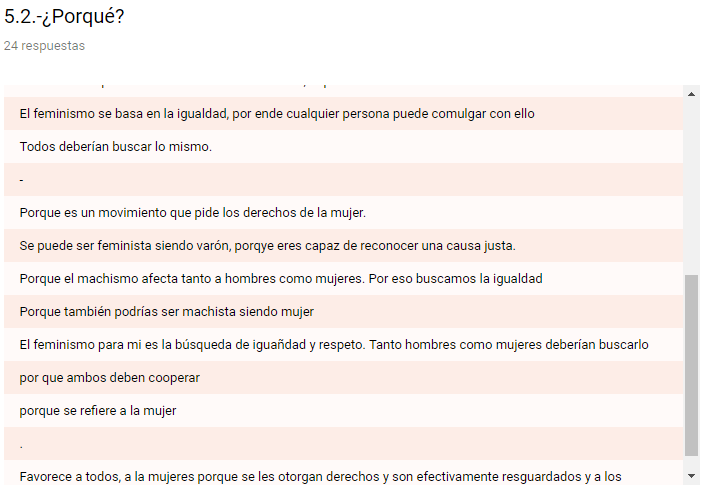 5.2.-¿Porqué?
24 respuestas
El feminismo se basa en la igualdad, por ende cualquier persona puede comulgar con ello
Todos deberían buscar lo mismo.
-
Porque es un movimiento que pide los derechos de la mujer.
Se puede ser feminista siendo varón, porqye eres capaz de reconocer una causa justa.
Porque el machismo afecta tanto a hombres como mujeres. Por eso buscamos la igualdad
Porque también podrías ser machista siendo mujer
El feminismo para mi es la búsqueda de iguañdad y respeto. Tanto hombres como mujeres deberían buscarlo
por que ambos deben cooperar
porque se refiere a la mujer
.
Favorece a todos, a la mujeres porque se les otorgan derechos y son efectivamente resguardados y a los